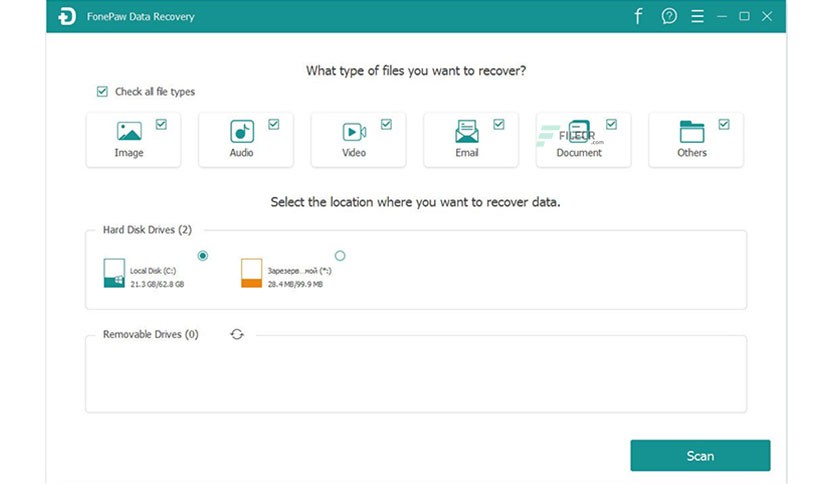 FonePaw Data Recovery
What type of files you want to recover?
Check all file types
Image
Audio
Video
Email
Document
Others
FILECR
.com
Select the location where you want to recover data.
Hard Disk Drives (2)
Local Disk (C:)
21.3 GB/62.8 GB
Зарезерв...мой (*:)
28.4 MB/99.9 MB
Removable Drives (0)
Scan